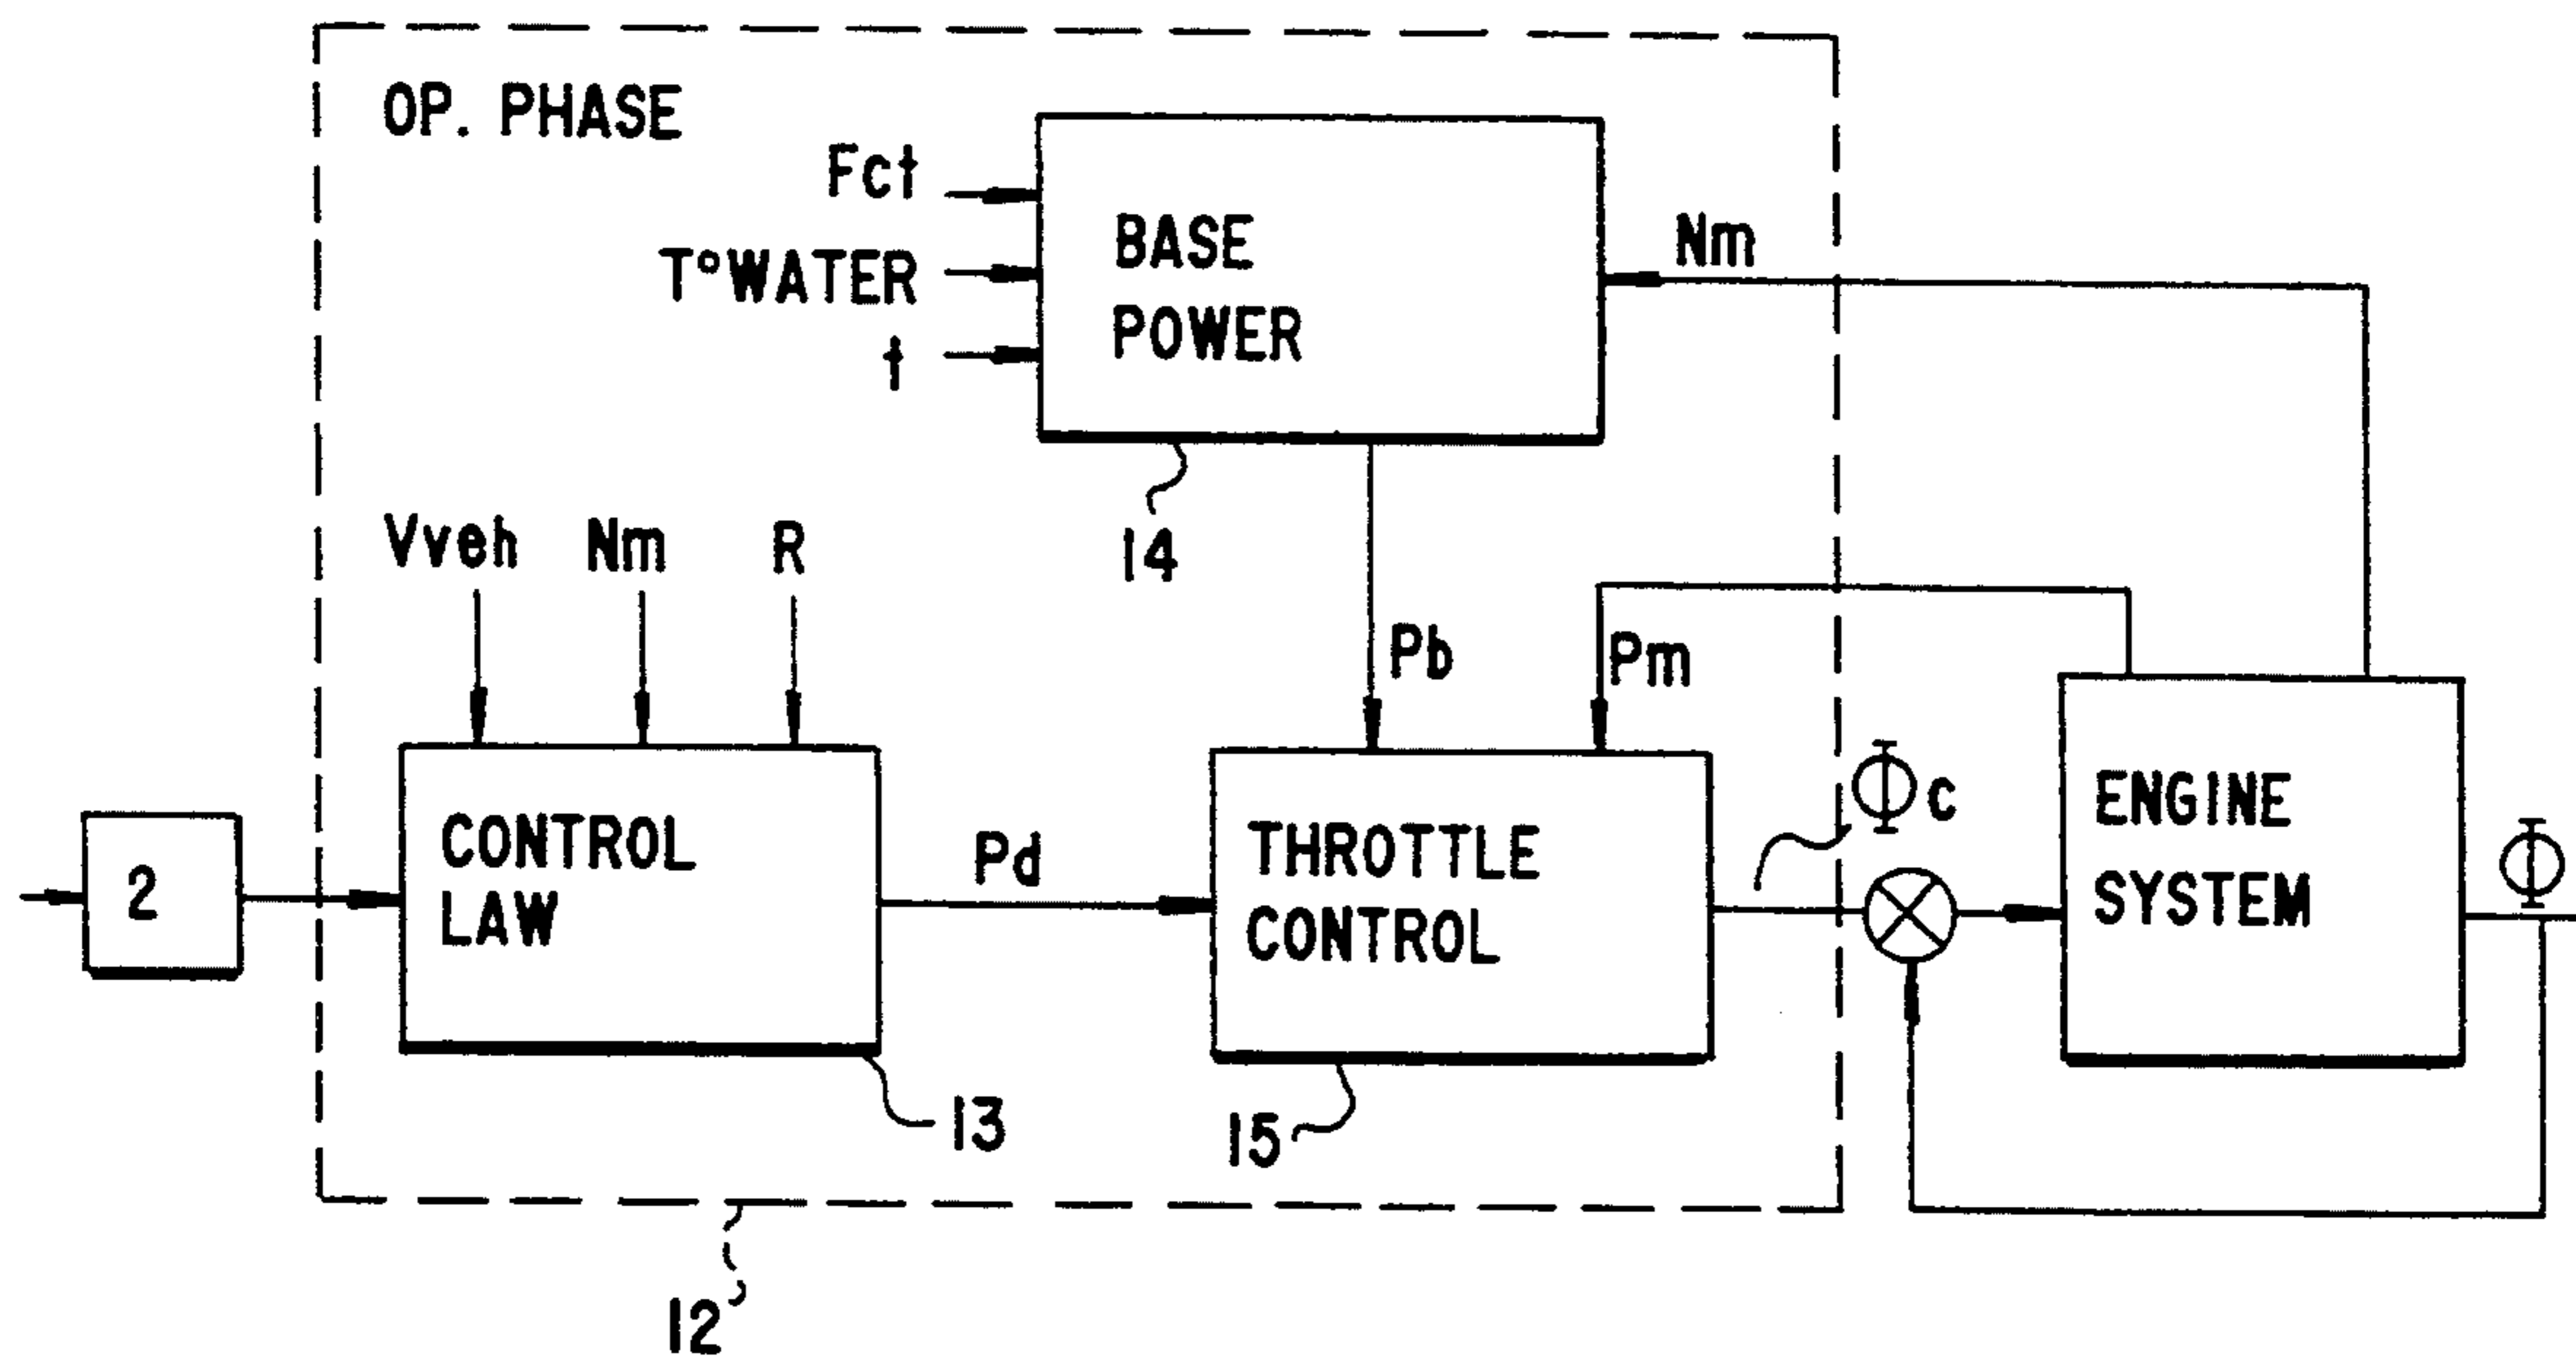 OP. PHASE
Fct
T°WATER
t
BASE
POWER
Nm
14
Vveh
Nm
R
Pb
Pm
2
CONTROL
LAW
Pd
THROTTLE
CONTROL
Φc
ENGINE
SYSTEM
Φ
13
15
12